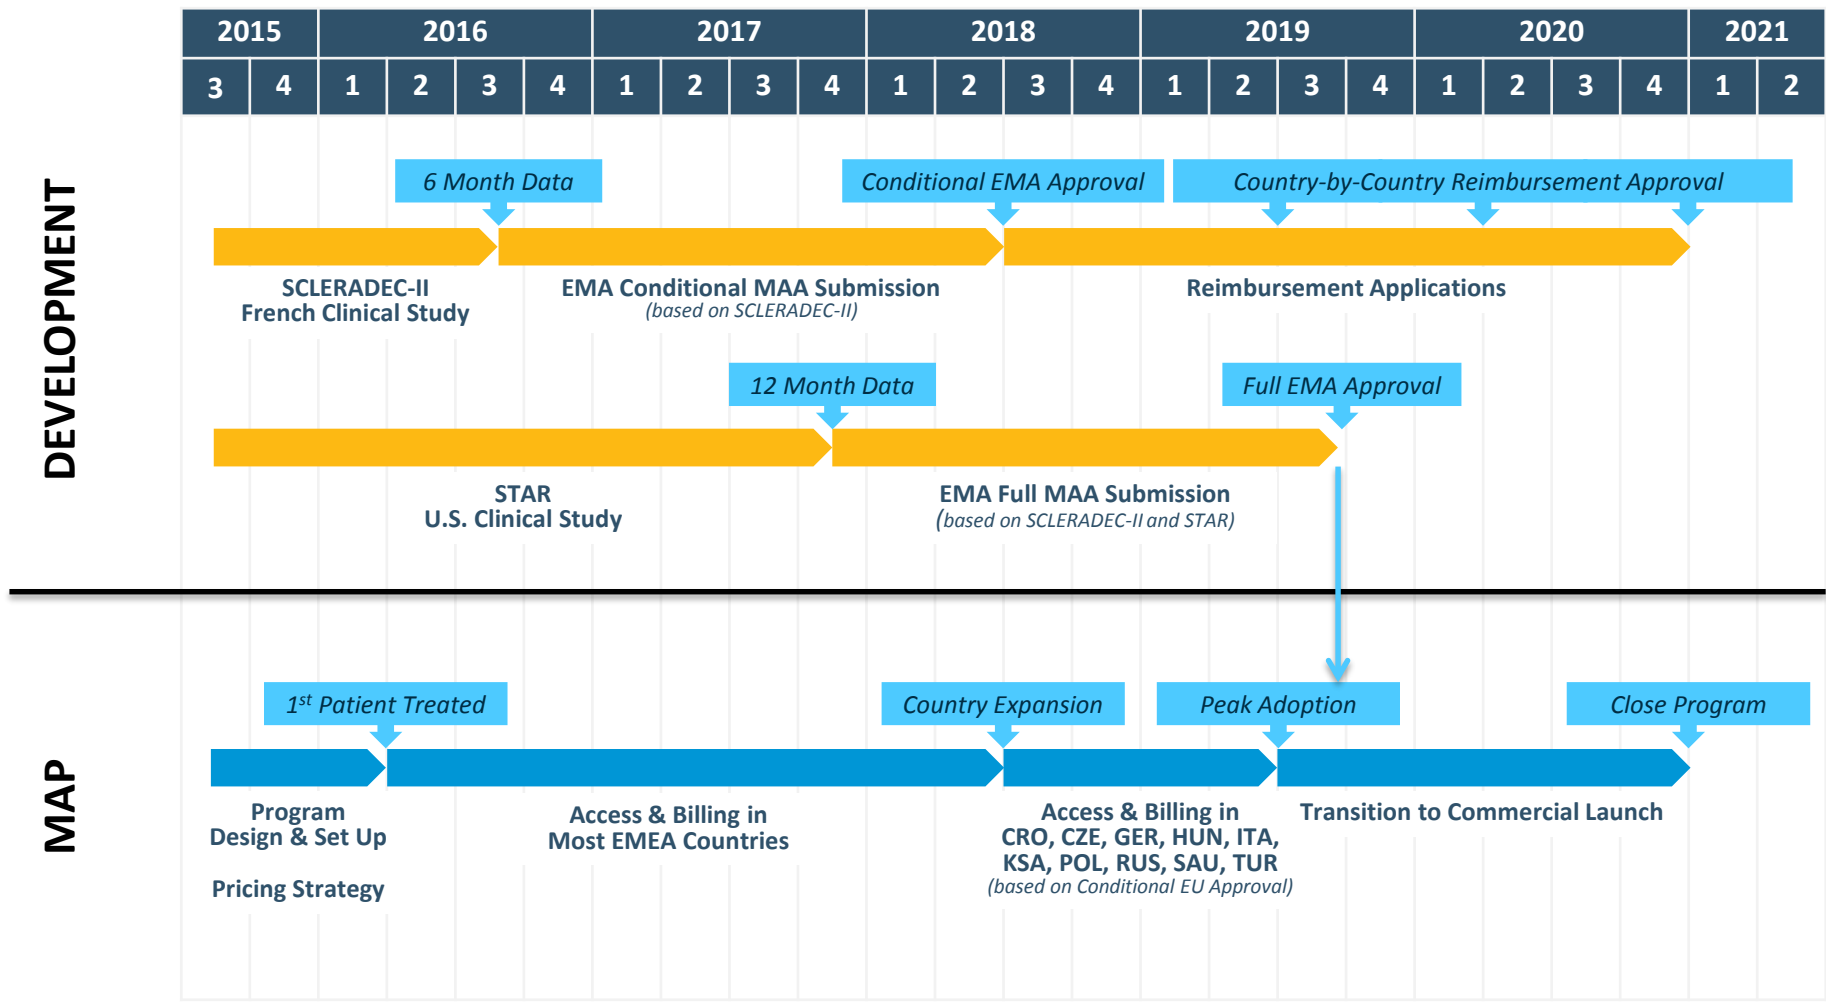 2015 2016 2017 2018 2019 2020 2021
3 4 1 2 3 4 1 2 3 4 1 2 3 4 1 2 3 4 1 2 3 4 1 2
DEVELOPMENT
6 Month Data
Conditional EMA Approval
Country-by-Country Reimbursement Approval
SCLERADEC-II
French Clinical Study
EMA Conditional MAA Submission
(based on SCLERADEC-II)
Reimbursement Applications
12 Month Data
Full EMA Approval
STAR
U.S. Clinical Study
EMA Full MAA Submission
(based on SCLERADEC-II and STAR)
MAP
1st Patient Treated
Country Expansion
Peak Adoption
Close Program
Program
Design & Set Up
Pricing Strategy
Access & Billing in
Most EMEA Countries
Access & Billing in
CRO, CZE, GER, HUN, ITA,
KSA, POL, RUS, SAU, TUR
(based on Conditional EU Approval)
Transition to Commercial Launch